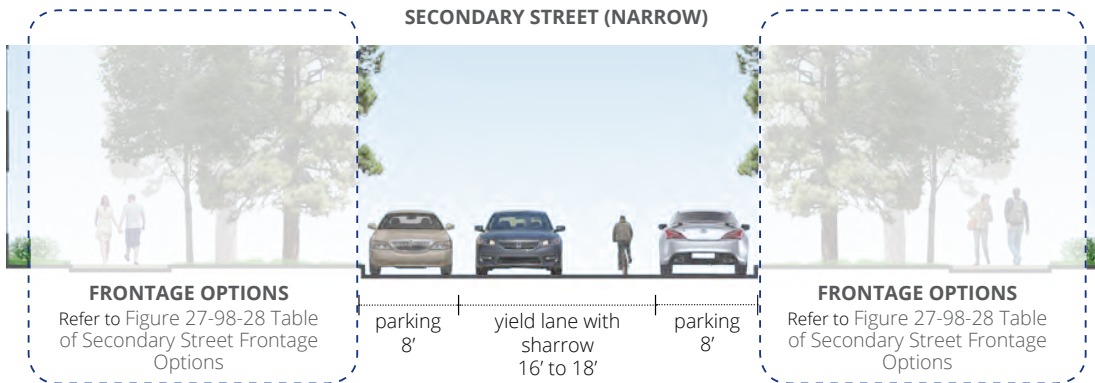 SECONDARY STREET (NARROW)
FRONTAGE OPTIONS
Refer to Figure 27-98-28 Table
of Secondary Street Frontage
Options
parking
8’
yield lane with
sharrow
16’ to 18’
parking
8’
FRONTAGE OPTIONS
Refer to Figure 27-98-28 Table
of Secondary Street Frontage
Options